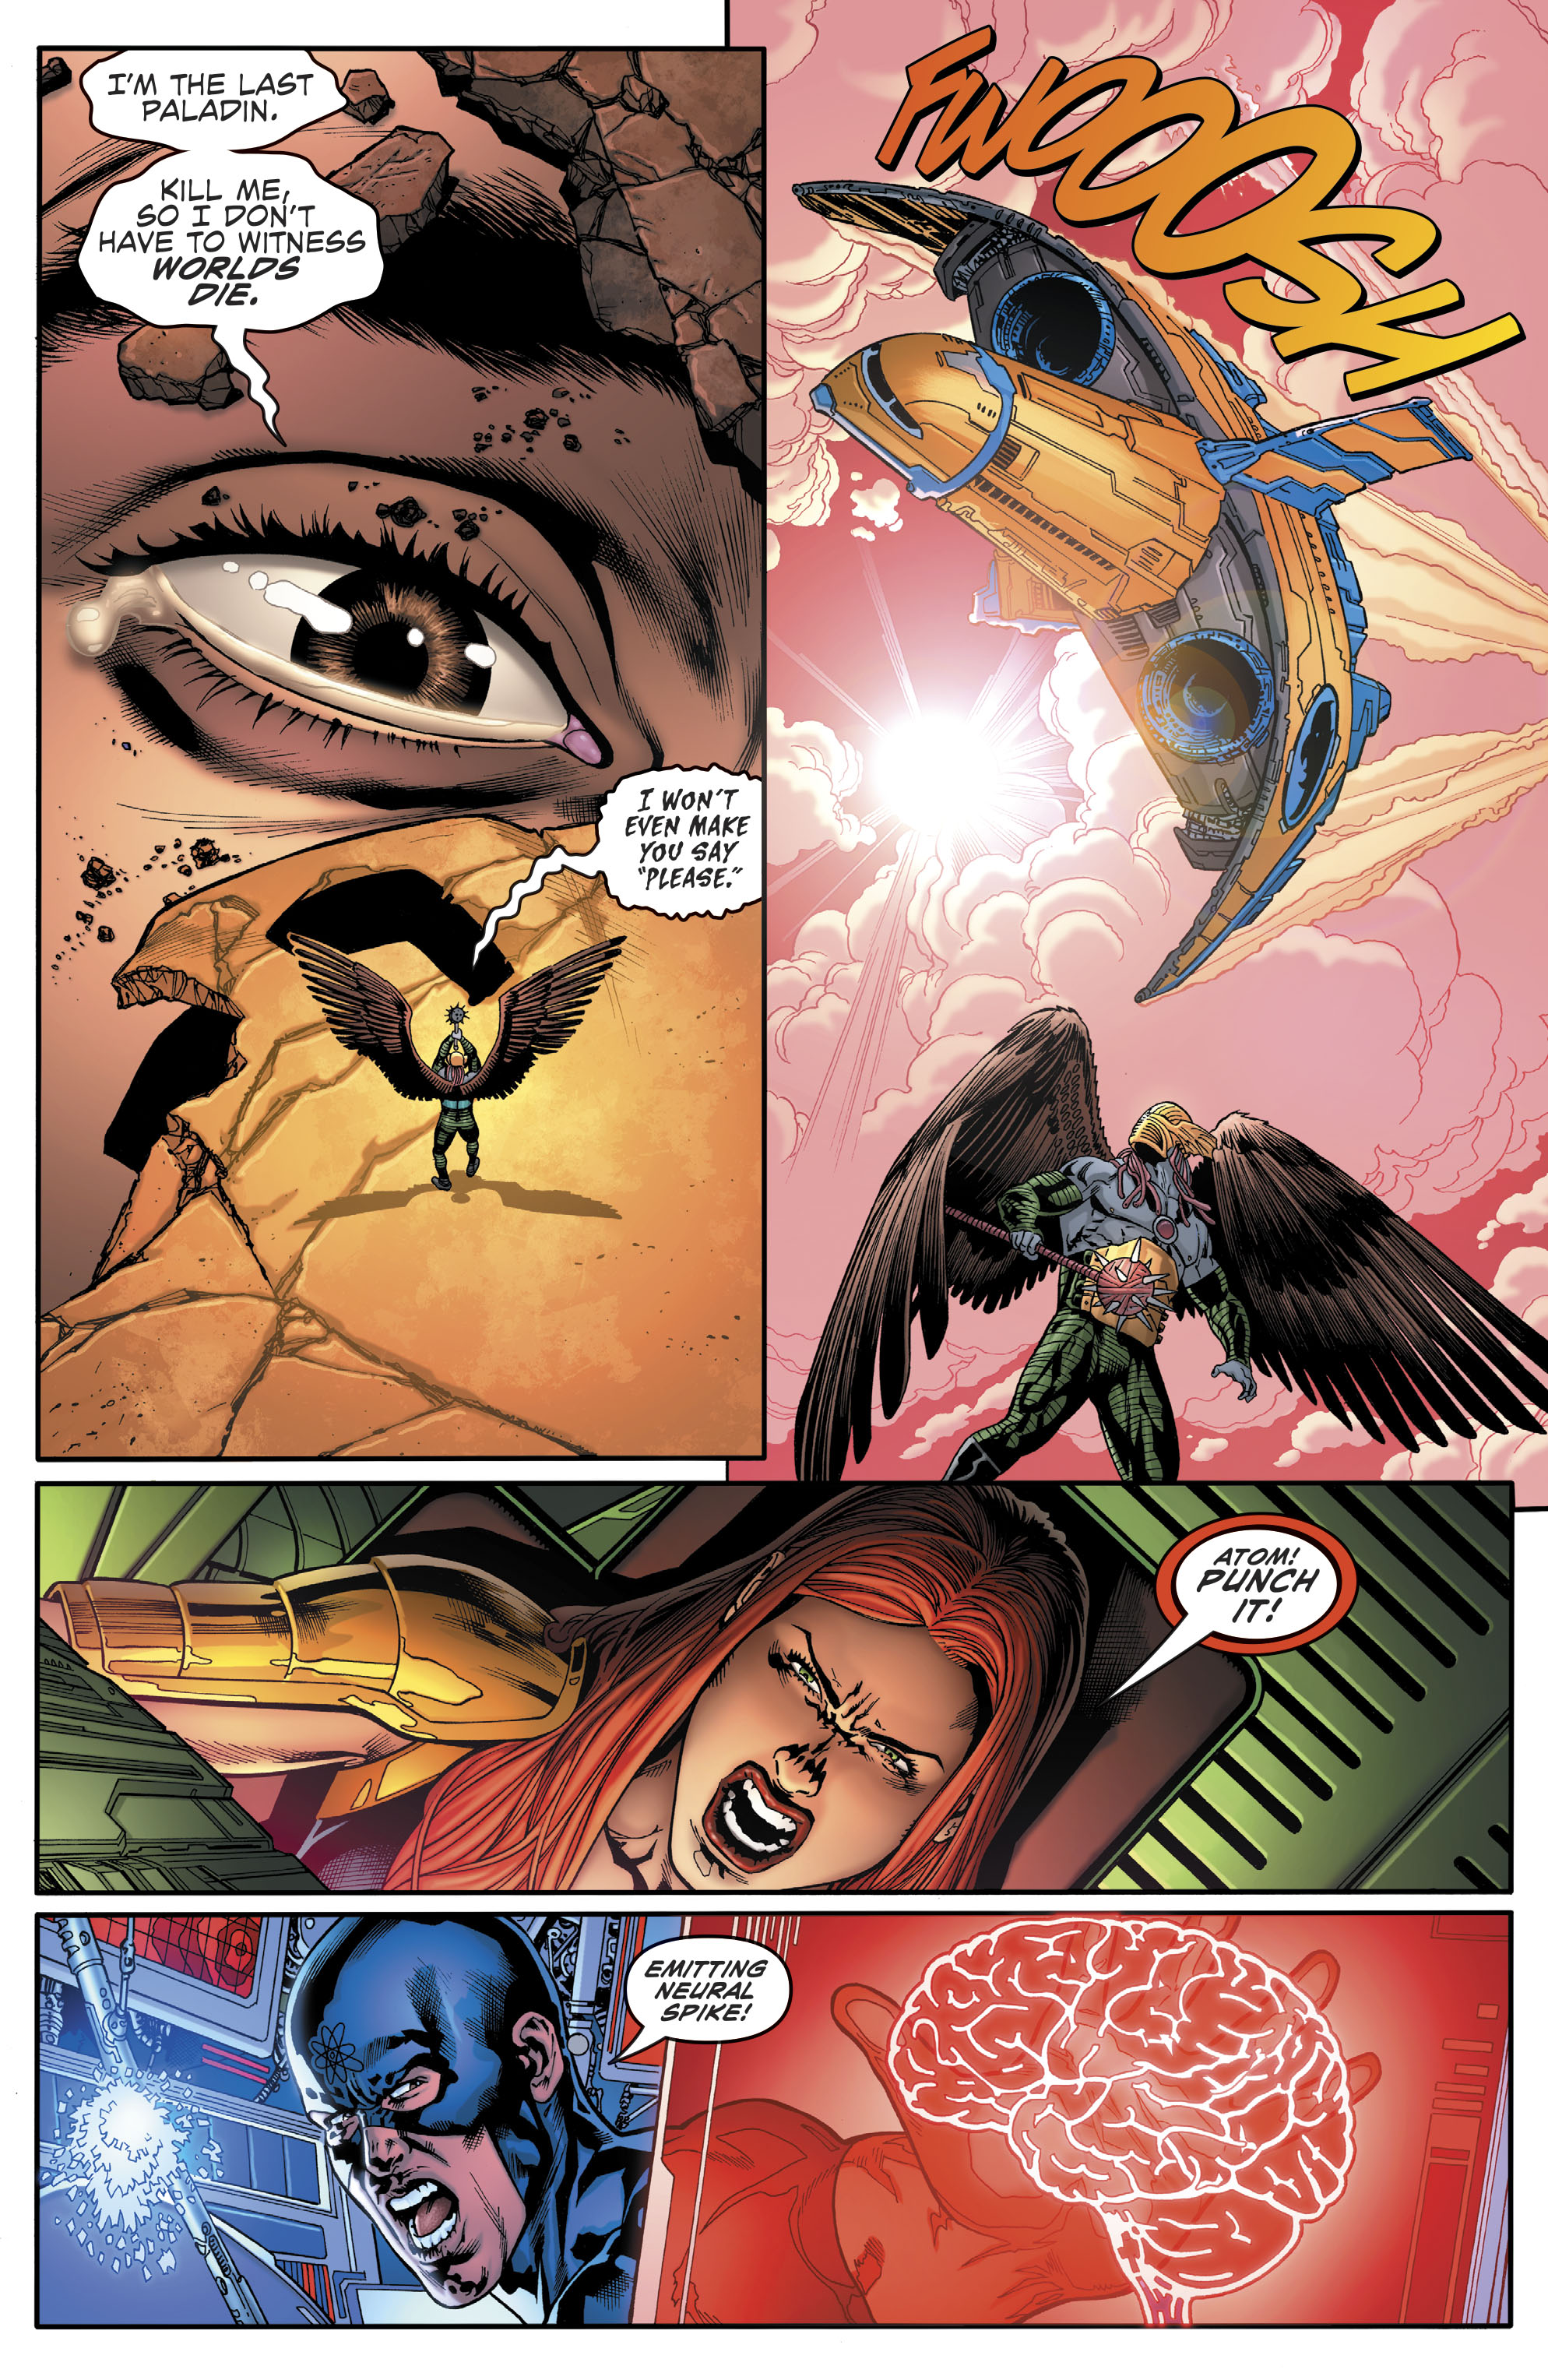 I'M THE LAST
PALADIN.
KILL ME,
SO I DON'T
HAVE TO WITNESS
WORLDS
DIE.
I WON'T
EVEN MAKE
YOU SAY
"PLEASE."
FWOOOSH
ATOM!
PUNCH
IT!
EMITTING
NEURAL
SPIKE!